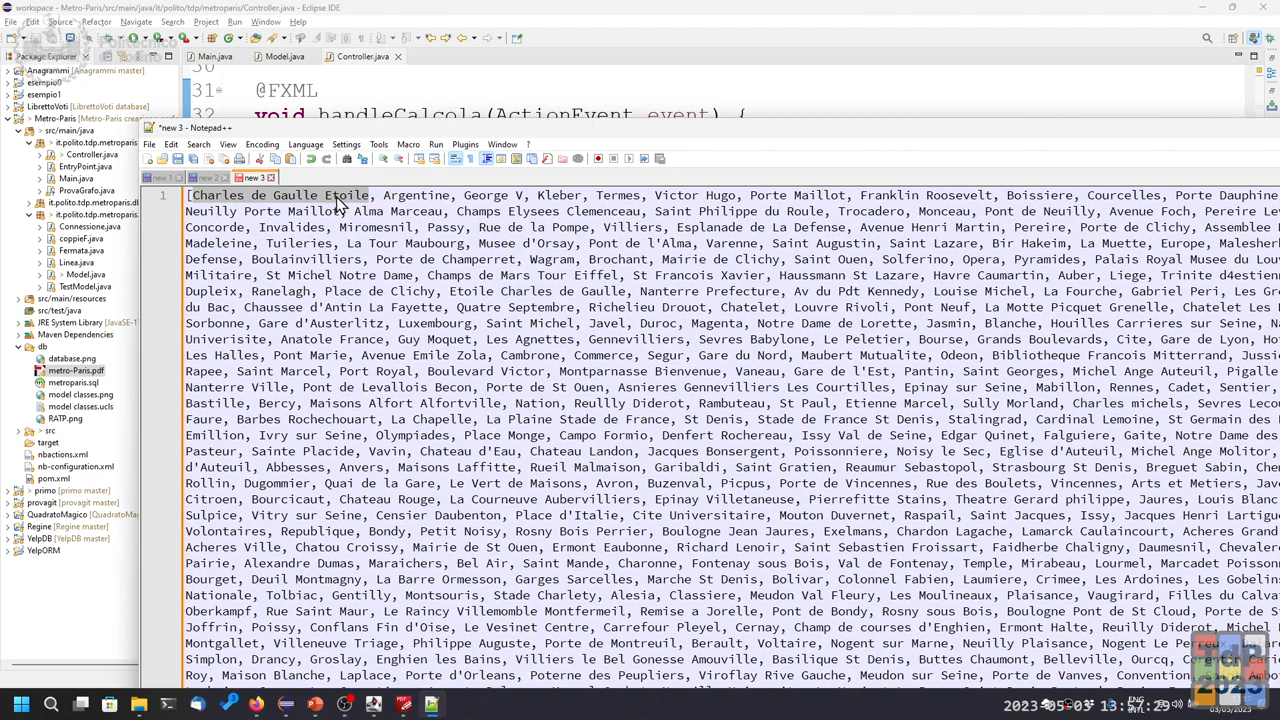 workspace - Metro-Paris/src/main/java/it/polito/tdp/metroparis/Controller.java - Eclipse IDE
File Edit Source Refactor Navigate Search Project Run Window Help
Package Explorer
Main.java Model.java Controller.java
Anagrammi [Anagrammi master]
esempio0
esempio1
LibrettoVoti [LibrettoVoti database]
> Metro-Paris [Metro-Paris
> src/main/java
> it.polito.tdp.metroparis
> Controller.java
EntryPoint.java
Main.java
ProvaGrafo.java
it.polito.tdp.metroparis.
> it.polito.tdp.metroparis.
Connessione.java
coppieF.java
Fermata.java
Linea.java
> Model.java
TestModel.java
src/main/resources
src/test/java
JRE System Library [JavaSE-1
Maven Dependencies
db
database.png
metro-Paris.pdf
metroparis.sql
model classes.png
model classes.ucls
RATP.png
> src
target
nbactions.xml
nb-configuration.xml
pom.xml
> primo [primo master]
provagit [provagit master]
QuadratoMagico [QuadratoM
Regine [Regine master]
YelpDB [YelpDB master]
YelpORM
30
31 @FXML
32 void handleCalcola(ActionEvent event) {
*new 3 - Notepad++
File Edit Search View Encoding Language Settings Tools Macro Run Plugins Window ?
new 1 new 2 new 3
1 [Charles de Gaulle Etoile, Argentine, George V, Kleber, Termes, Victor Hugo, Porte Maillot, Franklin Roosevelt, Boissiere, Courcelles, Porte Dauphine
Neuilly Porte Maillot, Alma Marceau, Champs Elysees Clemenceau, Saint Philippe du Roule, Trocadero, Monceau, Pont de Neuilly, Avenue Foch, Pereire Le
Concorde, Invalides, Miromesnil, Passy, Rue de la Pompe, Villiers, Esplanade de La Defense, Avenue Henri Martin, Pereire, Porte de Clichy, Assemblee
Madeleine, Tuileries, La Tour Maubourg, Musee d'Orsay, Pont de l'Alma, Varenne, Saint Augustin, Saint Lazare, Bir Hakeim, La Muette, Europe, Malesher
Defense, Boulainvilliers, Porte de Champerret, Wagram, Brochant, Mairie de Clichy, Saint Ouen, Solferino, Opera, Pyramides, Palais Royal Musee du Lou
Militaire, St Michel Notre Dame, Champs de Mars Tour Eiffel, St Francois Xavier, Hausmann St Lazare, Havre Caumartin, Auber, Liege, Trinite d4estien
Dupleix, Ranelagh, Place de Clichy, Etoile Charles de Gaulle, Nanterre Prefecture, Av du Pdt Kennedy, Louise Michel, La Fourche, Gabriel Peri, Les Gr
du Bac, Chaussee d'Antin La Fayette, Quatre Septembre, Richelieu Drouot, Chatelet, Louvre Rivoli, Pont Neuf, La Motte Picquet Grenelle, Chatelet Les
Sorbonne, Gare d'Austerlitz, Luxembourg, Saint Michel, Javel, Duroc, Magenta, Notre Dame de Lorette, Jasmin, Blanche, Houilles Carrieres sur Seine, N
Univerisite, Anatole France, Guy Moquet, Les Agnettes, Gennevilliers, Sevres Babylone, Le Peletier, Bourse, Grands Boulevards, Cite, Gare de Lyon, Ho
Les Halles, Pont Marie, Avenue Emile Zola, Cambrone, Commerce, Segur, Gare du Nord, Maubert Mutualite, Odeon, Bibliotheque Francois Mitterrand, Jussi
Rapee, Saint Marcel, Port Royal, Boulevard Victor, Montparnasse Bienvenue, Vaneau, Gare de l'Est, Pantin, Saint Georges, Michel Ange Auteuil, Pigalle
Nanterre Ville, Pont de Levallois Becon, Porte de St Ouen, Asnieres Gennevilliers Les Courtilles, Epinay sur Seine, Mabillon, Rennes, Cadet, Sentier,
Bastille, Bercy, Maisons Alfort Alfortville, Nation, Reullly Diderot, Rambuteau, St Paul, Etienne Marcel, Sully Morland, Charles michels, Sevres Leco
Faure, Barbes Rochechouart, La Chapelle, La Plaine Stade de France, St Denis, Stade de France St Denis, Stalingrad, Cardinal Lemoine, St Germain des
Emillion, Ivry sur Seine, Olympiades, Place Monge, Campo Formio, Denfert Rochereau, Issy Val de Seine, Edgar Quinet, Falguiere, Gaite, Notre Dame
Pasteur, Sainte Placide, Vavin, Chateau d'Eau, Chateau Landon, Jacques Bonsergent, Poissonniere, Noisy le Sec, Eglise d'Auteuil, Michel Ange Molitor,
d'Auteuil, Abbesses, Anvers, Maisons Laffitte, Rueil Malmaison, Garibaldi, Saint Gratien, Reaumur Sebastopol, Strasbourg St Denis, Breguet Sabin, Che
Rollin, Dugommier, Quai de la Gare, Le Vert de Maisons, Avron, Buzenval, Picpuc, Porte de Vincennes, Rue des Boulets, Vincennes, Arts et Metiers, Jav
Citroen, Bourcicaut, Chateau Rouge, La Courneuve Aubervilliers, Epinay Villetaneuse, Pierrefitte Stains, Theatre Gerard philippe, Jaures, Louis Blanc
Sulpice, Vitry sur Seine, Censier Daubenton, Place d'Italie, Cite Universitaire, Mouton Duvernet, Raspail, Saint Jacques, Issy, Jacques Henri Lartigu
Volontaires, Republique, Bondy, Petit Noisy, Rosny Bois Perrier, Boulogne Jean Jaures, Exelmans, Chardon Lagache, Lamarck Caulaincourt, Acheres Grand
Acheres Ville, Chatou Croissy, Mairie de St Ouen, Ermont Eaubonne, Richard Lenoir, Saint Sebastien Froissart, Faidherbe Chaligny, Daumesnil, Chevaler
Pairie, Alexandre Dumas, Maraichers, Bel Air, Saint Mande, Charonne, Fontenay sous Bois, Val de Fontenay, Temple, Mirabeau, Lourmel, Marcadet Poisson
Bourget, Deuil Montmagny, La Barre Ormesson, Garges Sarcelles, Marche St Denis, Bolivar, Colonnel Fabien, Laumiere, Crimee, Les Ardoines, Les Gobelin
Nationale, Tolbiac, Gentilly, Montsouris, Stade Charlety, Alesia, Classiere, Meudon Val Fleury, Les Moulineaux, Plaisance, Vaugirard, Filles du Calva
Oberkampf, Rue Saint Maur, Le Raincy Villemomble Montfermeil, Remise a Jorelle, Pont de Bondy, Rosny sous Bois, Boulogne Pont de St Cloud, Porte de S
Joffrin, Poissy, Conflans Fin d'Oise, Le Vesinet Centre, Carrefour Pleyel, Cernay, Champ de courses d'Enghien, Ermont Halte, Reuilly Diderot, Michel
Montgallet, Villeneuve Triage, Philippe Auguste, Porte de Montreuil, Berault, Voltaire, Nogent sur Marne, Neuilly Plaisance, Nogent Le Perreux,
Simplon, Drancy, Groslay, Enghien les Bains, Villiers le Bel Gonesse Amouville, Basilique St Denis, Buttes Chaumont, Belleville, Ourcq,
Roy, Maison Blanche, Laplace, Porte d'Orleans, Poterne des Peupliers, Viroflay Rive Gauche, Meudon sur Seine, Porte de Vanves, Convention,
2023-05-03 13:57:25
ENG
INTL
03/05/2023
2023